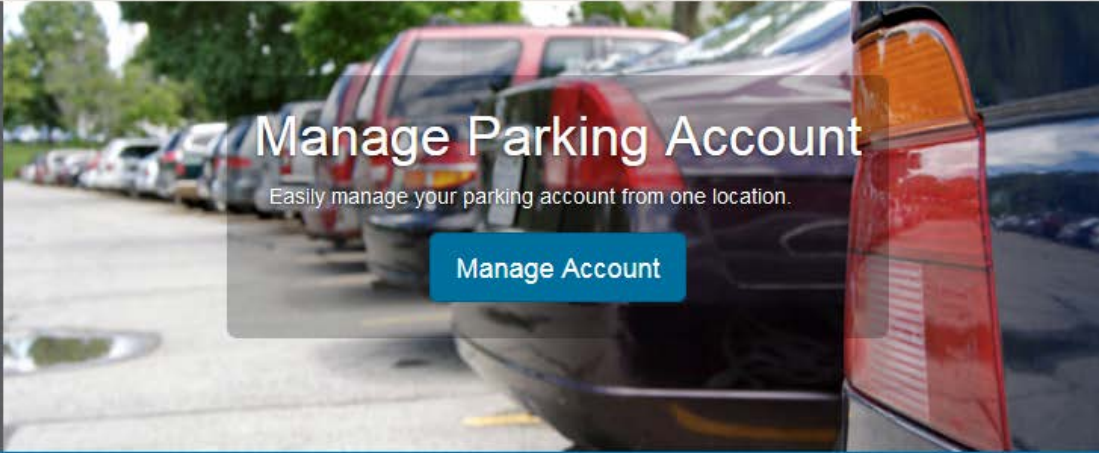 Manage Parking Account
Easily manage your parking account from one location.
Manage Account